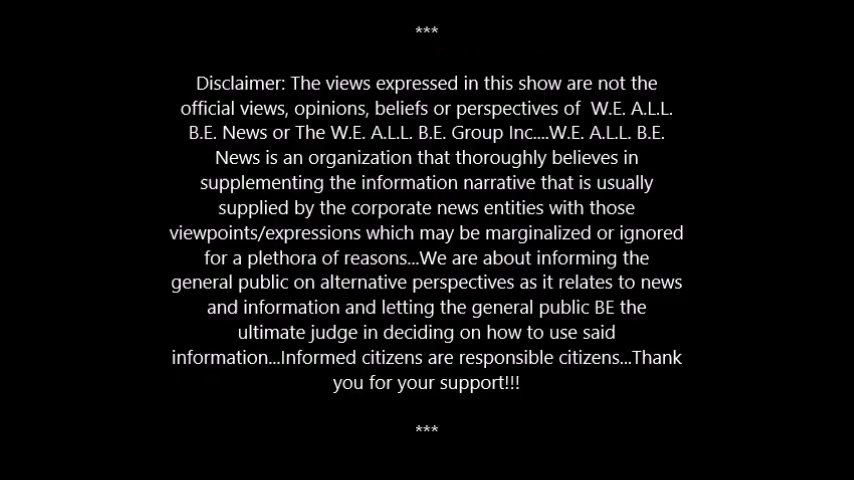 ***
Disclaimer: The views expressed in this show are not the
official views, opinions, beliefs or perspectives of  W.E. A.L.L.
B.E. News or The W.E. A.L.L. B.E. Group Inc....W.E. A.L.L. B.E.
News is an organization that thoroughly believes in
supplementing the information narrative that is usually
supplied by the corporate news entities with those
viewpoints/expressions which may be marginalized or ignored
for a plethora of reasons...We are about informing the
general public on alternative perspectives as it relates to news
and information and letting the general public BE the
ultimate judge in deciding on how to use said
information...Informed citizens are responsible citizens...Thank
you for your support!!!
***